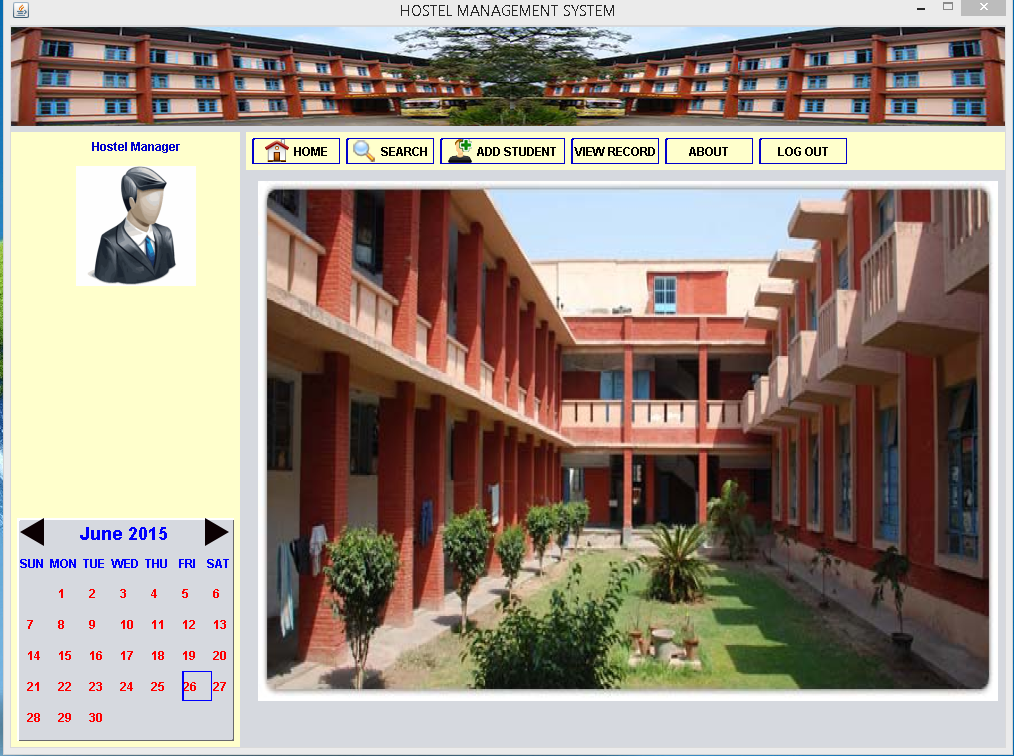 HOSTEL MANAGEMENT SYSTEM
Hostel Manager
HOME SEARCH ADD STUDENT VIEW RECORD ABOUT LOG OUT
June 2015
SUN MON TUE WED THU FRI SAT
1 2 3 4 5 6
7 8 9 10 11 12 13
14 15 16 17 18 19 20
21 22 23 24 25 26 27
28 29 30